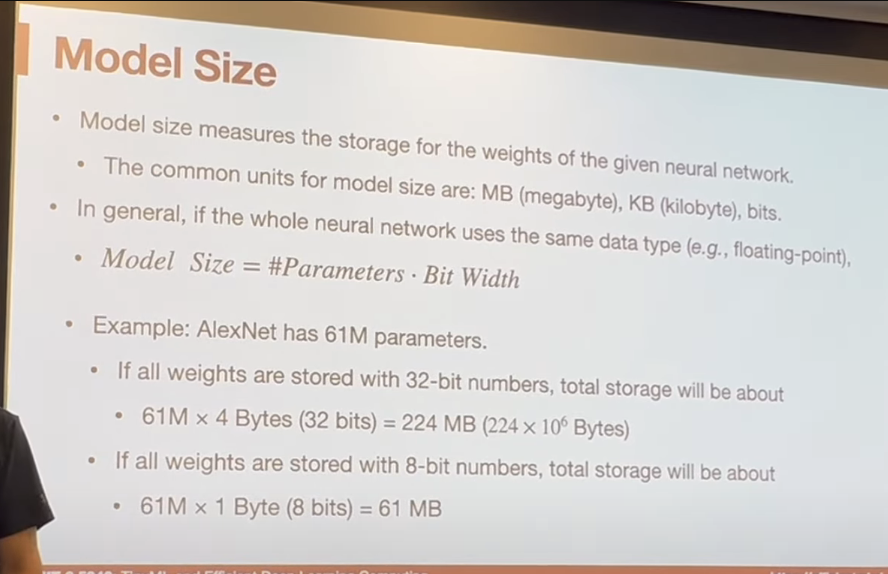 Model Size
• Model size measures the storage for the weights of the given neural network.
• The common units for model size are: MB (megabyte), KB (kilobyte), bits.
• In general, if the whole neural network uses the same data type (e.g., floating-point),
• Model Size = #Parameters · Bit Width
• Example: AlexNet has 61M parameters.
• If all weights are stored with 32-bit numbers, total storage will be about
• 61M × 4 Bytes (32 bits) = 224 MB (224 × 10⁶ Bytes)
• If all weights are stored with 8-bit numbers, total storage will be about
• 61M × 1 Byte (8 bits) = 61 MB